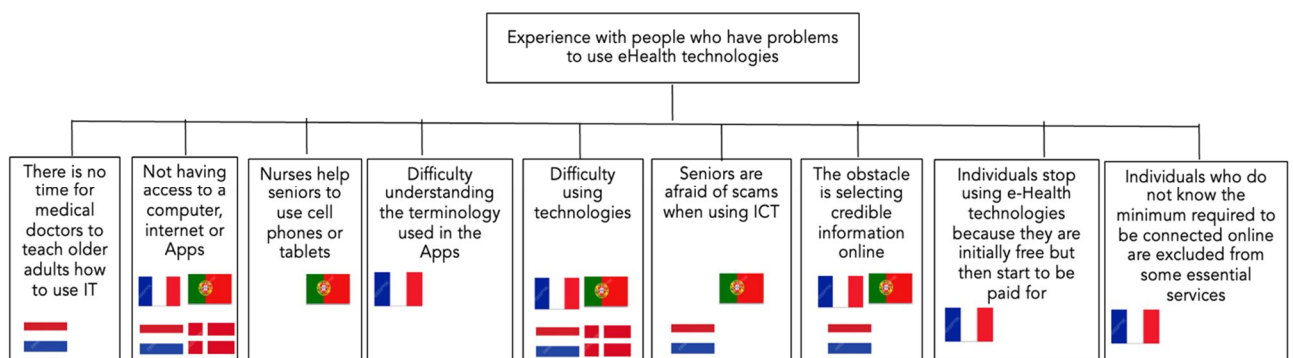 Experience with people who have problems
to use eHealth technologies
There is no
time for
medical
doctors to
teach older
adults how
to use IT
Not having
access to a
computer,
internet or
Apps
Nurses help
seniors to
use cell
phones or
tablets
Difficulty
understanding
the terminology
used in the
Apps
Difficulty
using
technologies
Seniors are
afraid of scams
when using ICT
The obstacle
is selecting
credible
information
online
Individuals stop
using e-Health
technologies
because they are
initially free but
then start to be
paid for
Individuals who do
not know the
minimum required to
be connected online
are excluded from
some essential
services